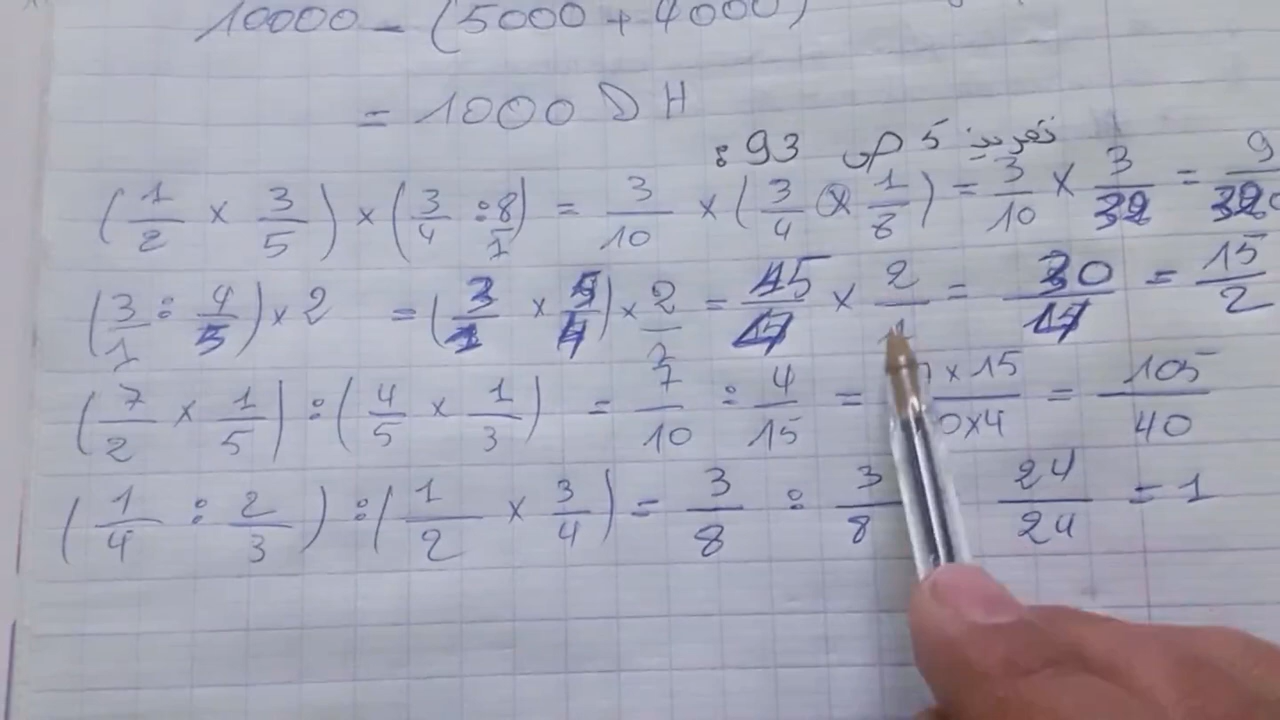 10000 - (5000 + 4000)
= 1000 DH
تمرين 5 ص 93 :
(1/2 × 3/5) × (3/4 : 8/1) = 3/10 × (3/4 × 1/8) = 3/10 × 3/32 = 9/320
(3/1 : 4/5) × 2 = (3/1 × 5/4) × 2 = 15/4 × 2/1 = 30/4 = 15/2
(7/2 × 1/5) : (4/5 × 1/3) = 7/10 : 4/15 = × 15/0×4 = 105/40
(1/4 : 2/3) : (1/2 × 3/4) = 3/8 : 3/8 24/24 = 1